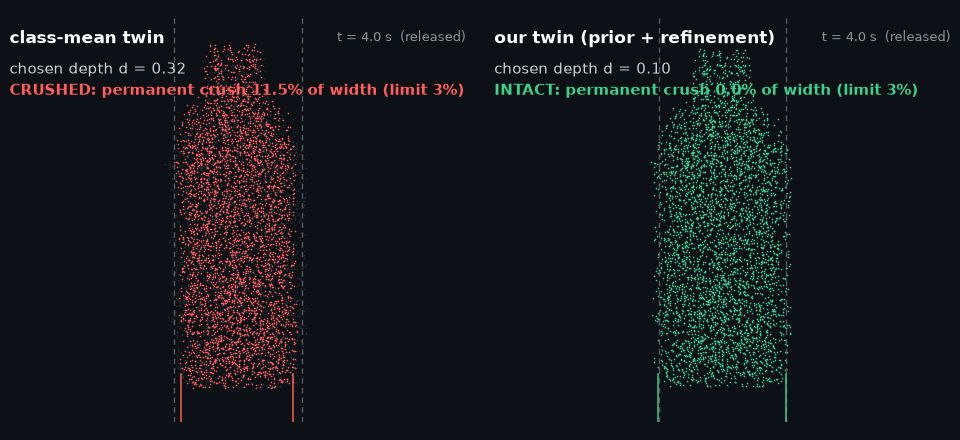 class-mean twin
t = 4.0 s (released)
chosen depth d = 0.32
CRUSHED: permanent crush 11.5% of width (limit 3%)
our twin (prior + refinement)
t = 4.0 s (released)
chosen depth d = 0.10
INTACT: permanent crush 0.0% of width (limit 3%)